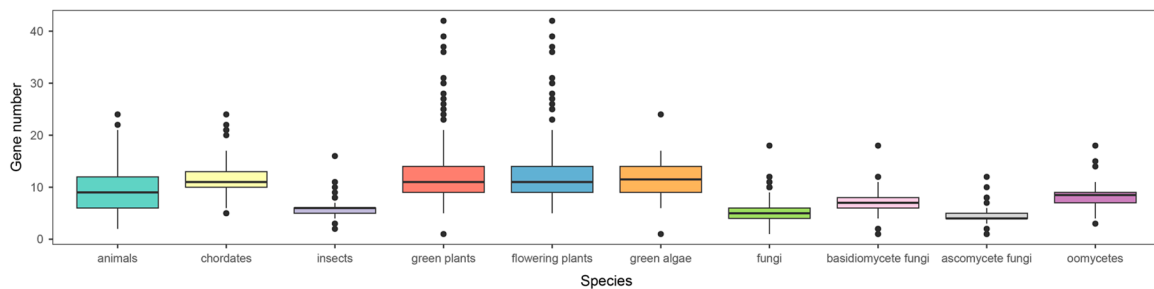 Gene number
40
30
20
10
0
animals chordates insects green plants flowering plants green algae fungi basidiomycete fungi ascomycete fungi oomycetes
Species